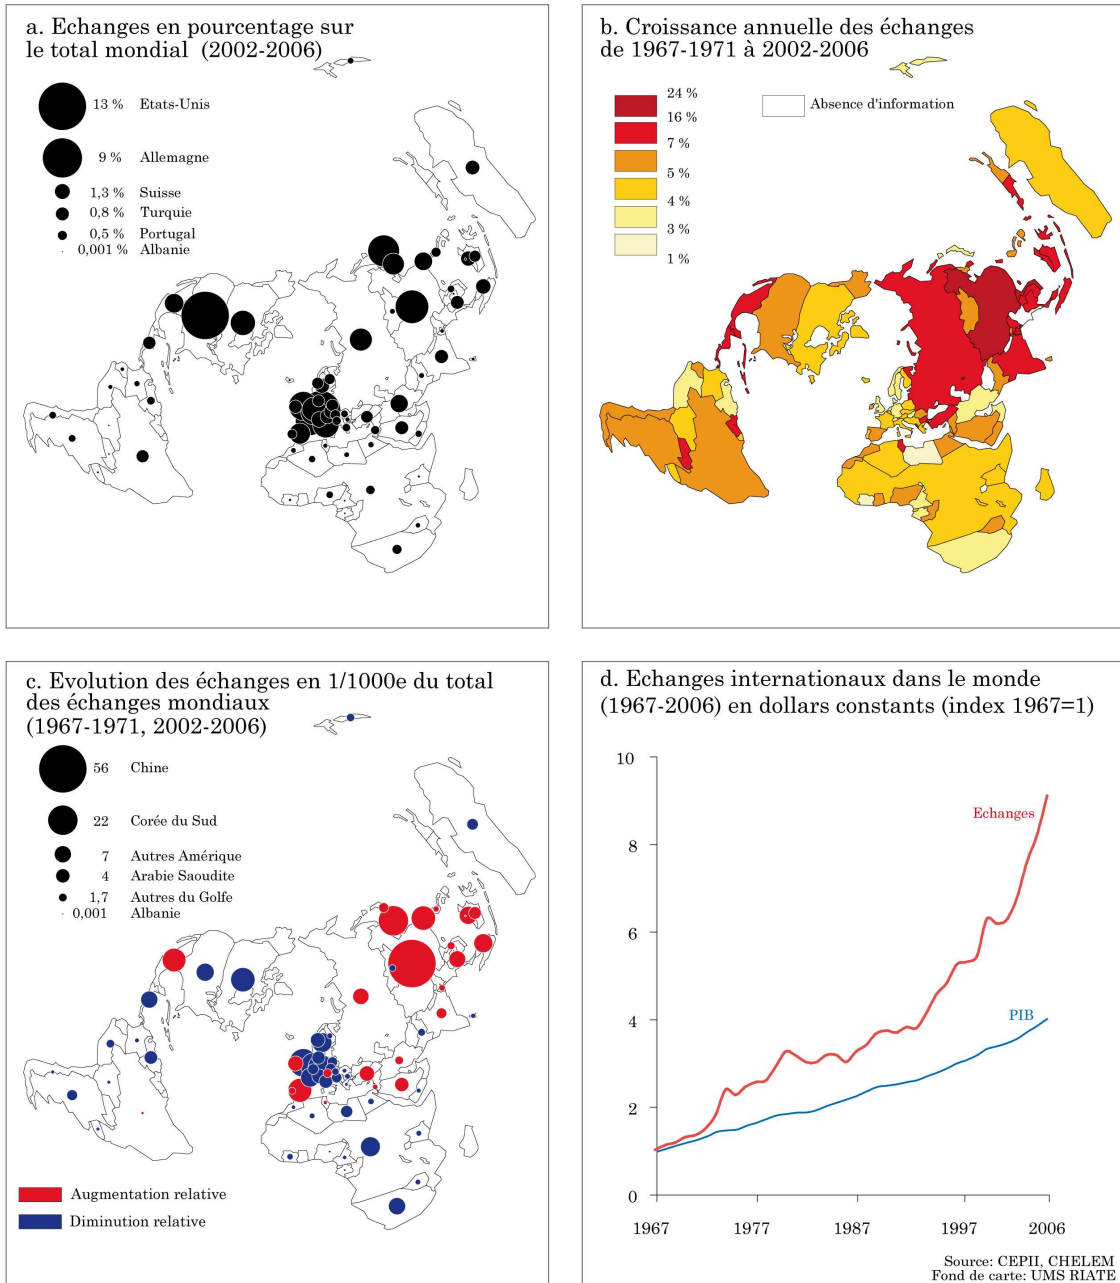 a. Echanges en pourcentage sur
le total mondial (2002-2006)
13 % Etats-Unis
9 % Allemagne
1,3 % Suisse
0,8 % Turquie
0,5 % Portugal
0,001 % Albanie
b. Croissance annuelle des échanges
de 1967-1971 à 2002-2006
24 %
16 %
7 %
5 %
4 %
3 %
1 %
Absence d'information
c. Evolution des échanges en 1/1000e du total
des échanges mondiaux
(1967-1971, 2002-2006)
56 Chine
22 Corée du Sud
7 Autres Amérique
4 Arabie Saoudite
1,7 Autres du Golfe
0,001 Albanie
Augmentation relative
Diminution relative
d. Echanges internationaux dans le monde
(1967-2006) en dollars constants (index 1967=1)
10
8
6
4
2
0
Echanges
PIB
1967 1977 1987 1997 2006
Source: CEPII, CHELEM
Fond de carte: UMS RIATE